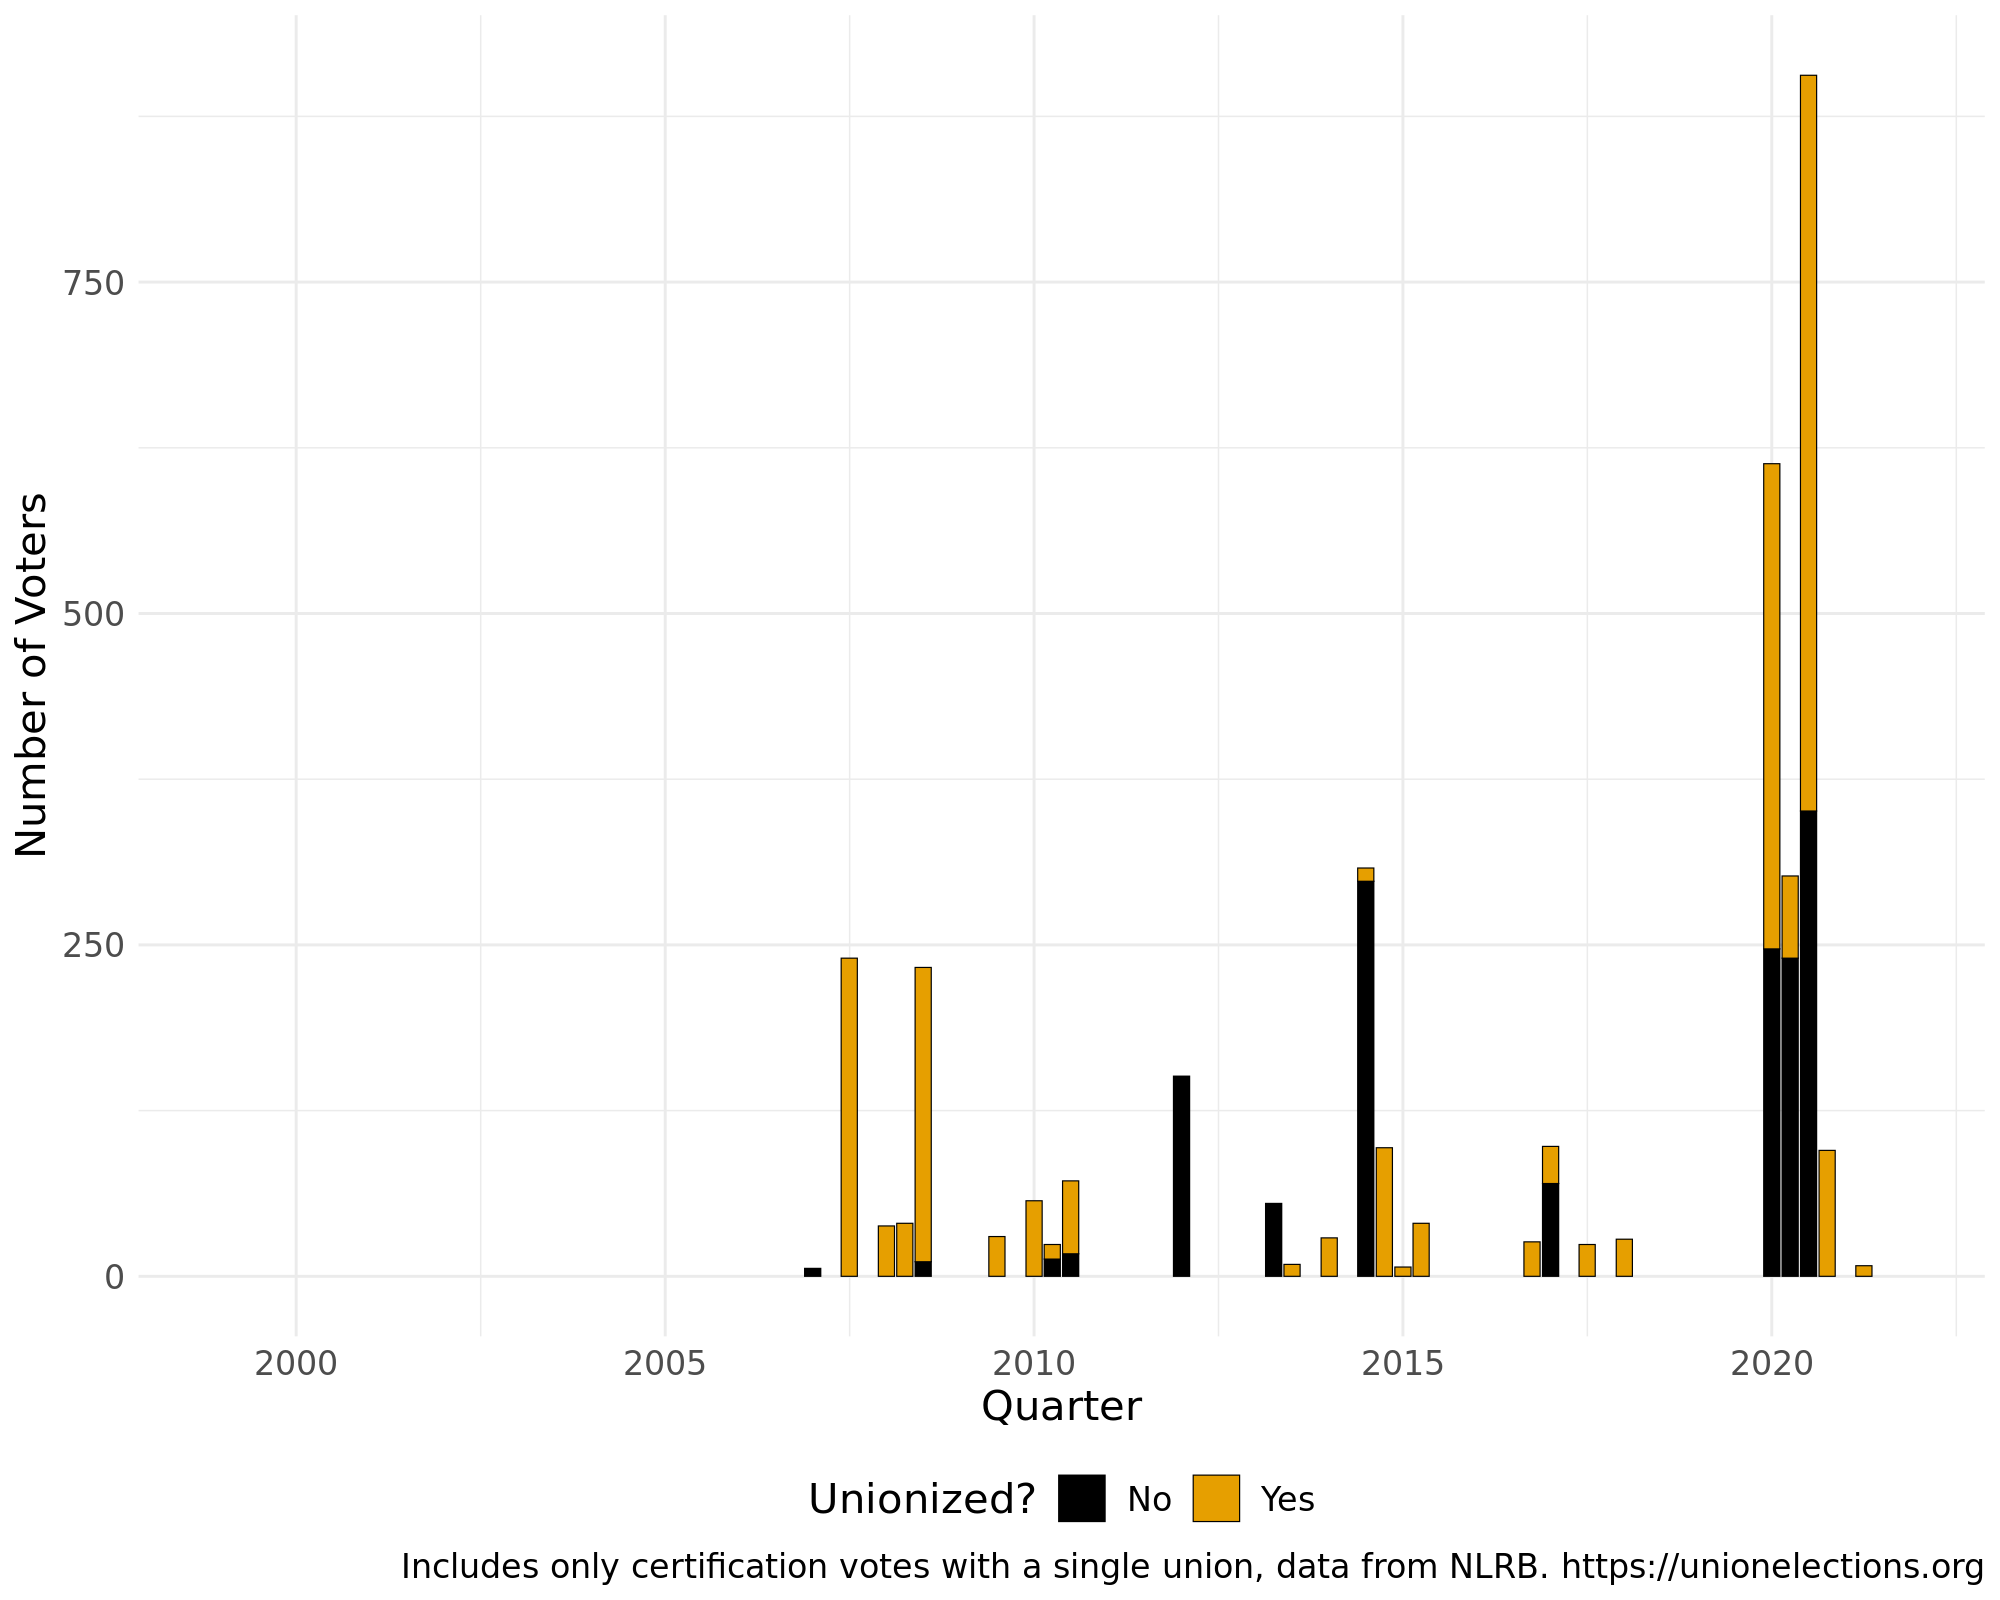 Number of Voters
750
500
250
0
2000 2005 2010 2015 2020
Quarter
Unionized? No Yes
Includes only certification votes with a single union, data from NLRB. https://unionelections.org